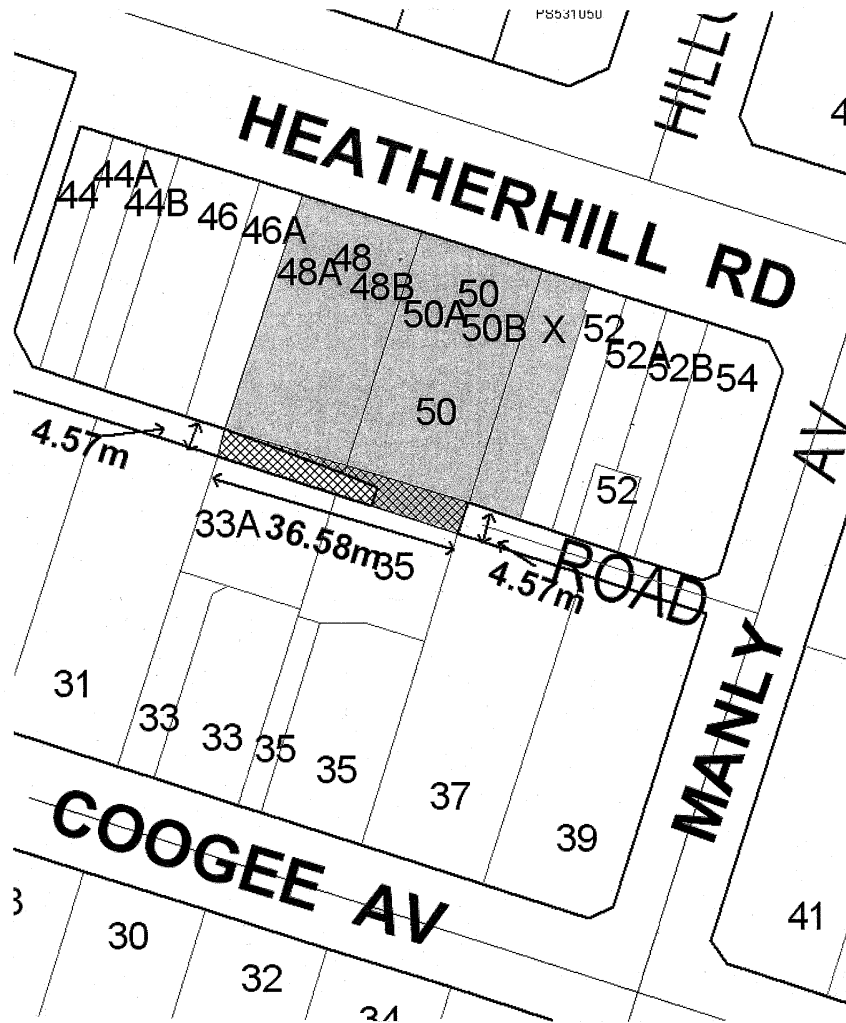 PS531050
HILLC
HEATHERHILL RD
44
44A
44B
46
46A
48
48A
48B
50
50A
50B
X
52
52A
52B
54
50
52
4.57m
33A
36.58m
35
4.57m
ROAD
MANLY AV
31
33
33
35
35
37
39
41
COOGEE AV
30
32
34